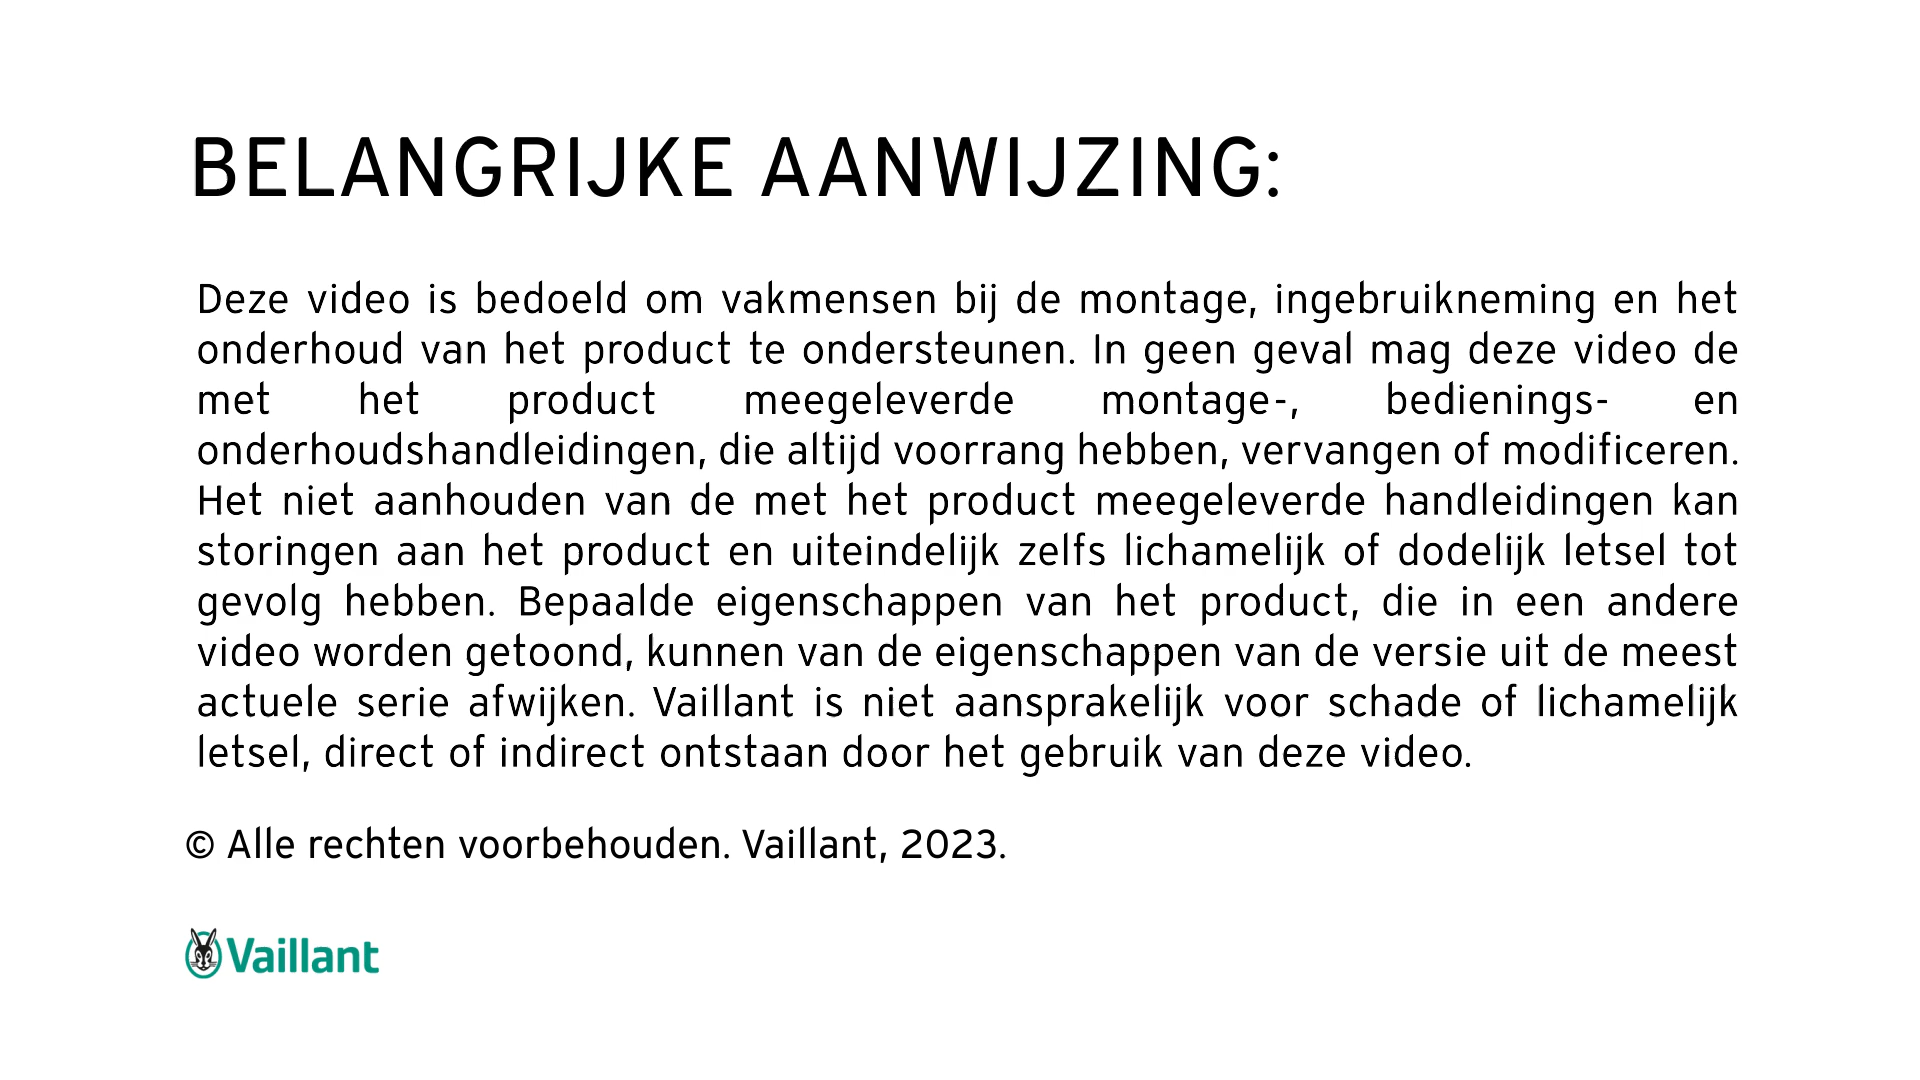 BELANGRIJKE AANWIJZING:
Deze video is bedoeld om vakmensen bij de montage, ingebruikneming en het
onderhoud van het product te ondersteunen. In geen geval mag deze video de
met het product meegeleverde montage-, bedienings- en
onderhoudshandleidingen, die altijd voorrang hebben, vervangen of modificeren.
Het niet aanhouden van de met het product meegeleverde handleidingen kan
storingen aan het product en uiteindelijk zelfs lichamelijk of dodelijk letsel tot
gevolg hebben. Bepaalde eigenschappen van het product, die in een andere
video worden getoond, kunnen van de eigenschappen van de versie uit de meest
actuele serie afwijken. Vaillant is niet aansprakelijk voor schade of lichamelijk
letsel, direct of indirect ontstaan door het gebruik van deze video.
© Alle rechten voorbehouden. Vaillant, 2023.
Vaillant